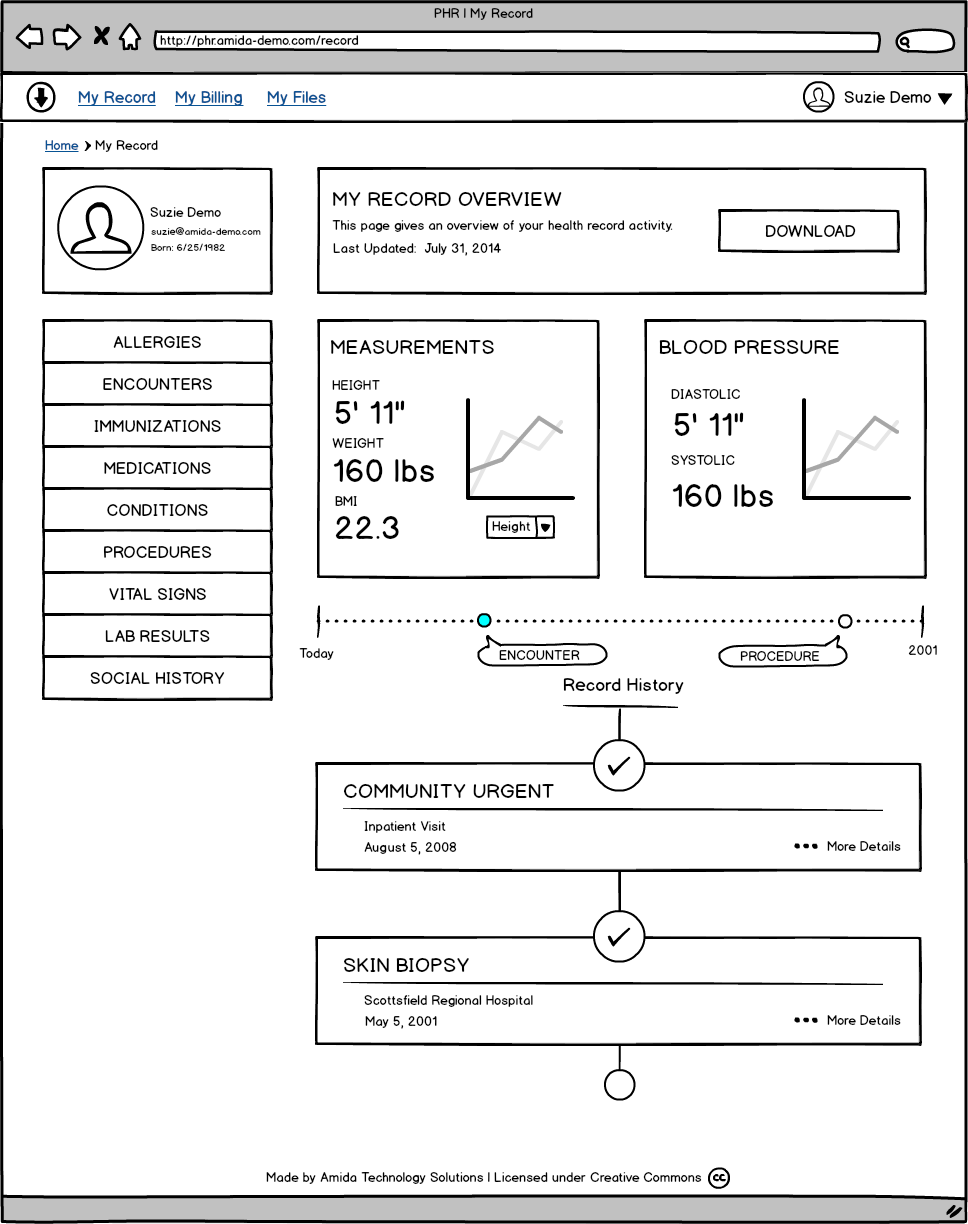 PHR | My Record
http://phr.amida-demo.com/record
My Record My Billing My Files Suzie Demo
Home My Record
Suzie Demo
suzie@amida-demo.com
Born: 6/25/1982
MY RECORD OVERVIEW
This page gives an overview of your health record activity.
Last Updated: July 31, 2014
DOWNLOAD
ALLERGIES
ENCOUNTERS
IMMUNIZATIONS
MEDICATIONS
CONDITIONS
PROCEDURES
VITAL SIGNS
LAB RESULTS
SOCIAL HISTORY
MEASUREMENTS
HEIGHT
5' 11"
WEIGHT
160 lbs
BMI
22.3
Height
BLOOD PRESSURE
DIASTOLIC
5' 11"
SYSTOLIC
160 lbs
Today
ENCOUNTER
PROCEDURE
2001
Record History
COMMUNITY URGENT
Inpatient Visit
August 5, 2008
More Details
SKIN BIOPSY
Scottsfield Regional Hospital
May 5, 2001
More Details
Made by Amida Technology Solutions | Licensed under Creative Commons cc